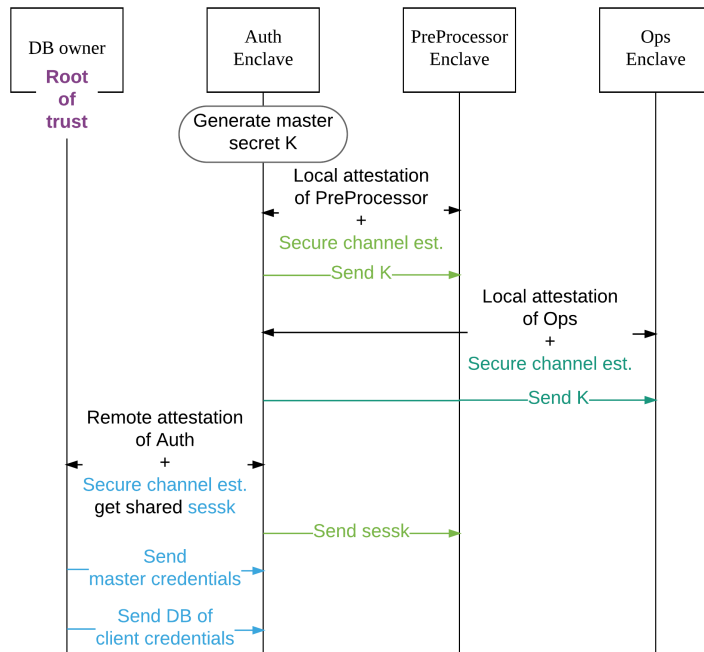 DB owner
Root
of
trust
Auth
Enclave
PreProcessor
Enclave
Ops
Enclave
Generate master
secret K
Local attestation
of PreProcessor
+
Secure channel est.
Send K
Local attestation
of Ops
+
Secure channel est.
Send K
Remote attestation
of Auth
+
Secure channel est.
get shared sessk
Send sessk
Send
master credentials
Send DB of
client credentials